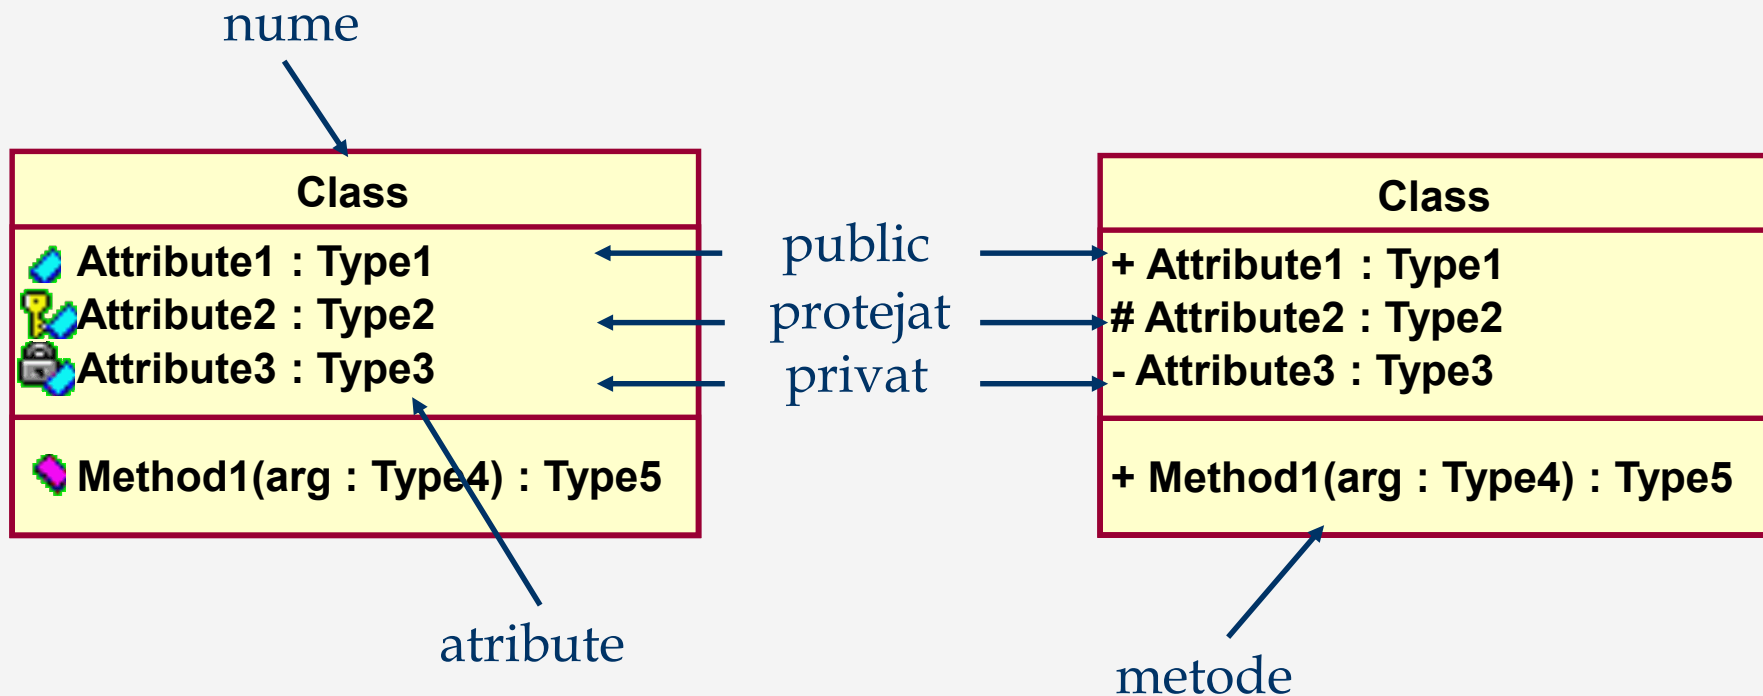 nume
Class
Attribute1 : Type1
Attribute2 : Type2
Attribute3 : Type3
Method1(arg : Type4) : Type5
public
protejat
privat
Class
+ Attribute1 : Type1
# Attribute2 : Type2
- Attribute3 : Type3
+ Method1(arg : Type4) : Type5
atribute
metode